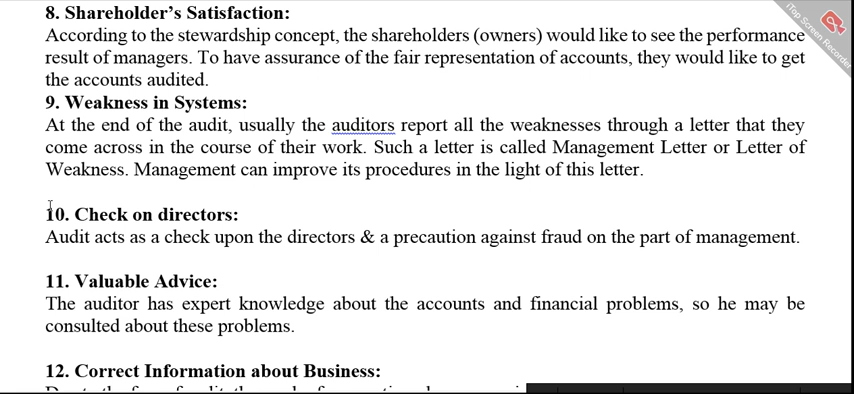 8. Shareholder's Satisfaction:
According to the stewardship concept, the shareholders (owners) would like to see the performance
result of managers. To have assurance of the fair representation of accounts, they would like to get
the accounts audited.
9. Weakness in Systems:
At the end of the audit, usually the auditors report all the weaknesses through a letter that they
come across in the course of their work. Such a letter is called Management Letter or Letter of
Weakness. Management can improve its procedures in the light of this letter.
10. Check on directors:
Audit acts as a check upon the directors & a precaution against fraud on the part of management.
11. Valuable Advice:
The auditor has expert knowledge about the accounts and financial problems, so he may be
consulted about these problems.
12. Correct Information about Business:
iTop Screen Recorder